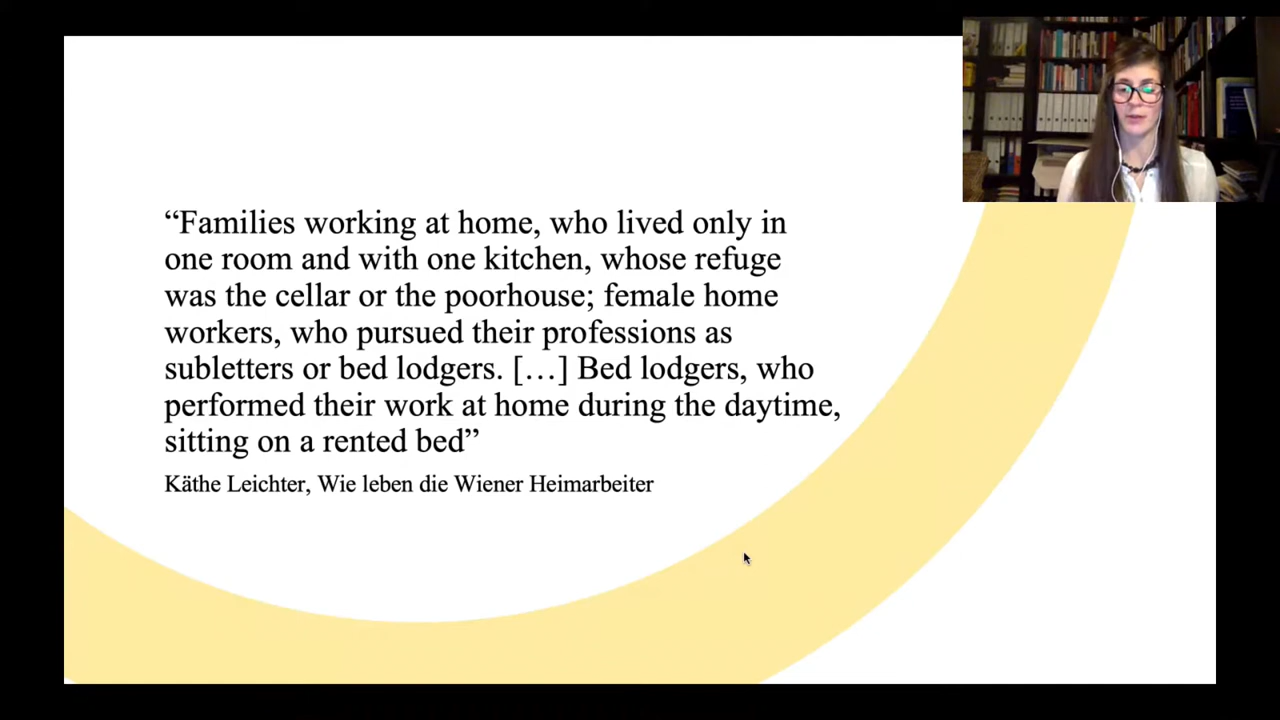 “Families working at home, who lived only in
one room and with one kitchen, whose refuge
was the cellar or the poorhouse; female home
workers, who pursued their professions as
subletters or bed lodgers. […] Bed lodgers, who
performed their work at home during the daytime,
sitting on a rented bed”
Käthe Leichter, Wie leben die Wiener Heimarbeiter